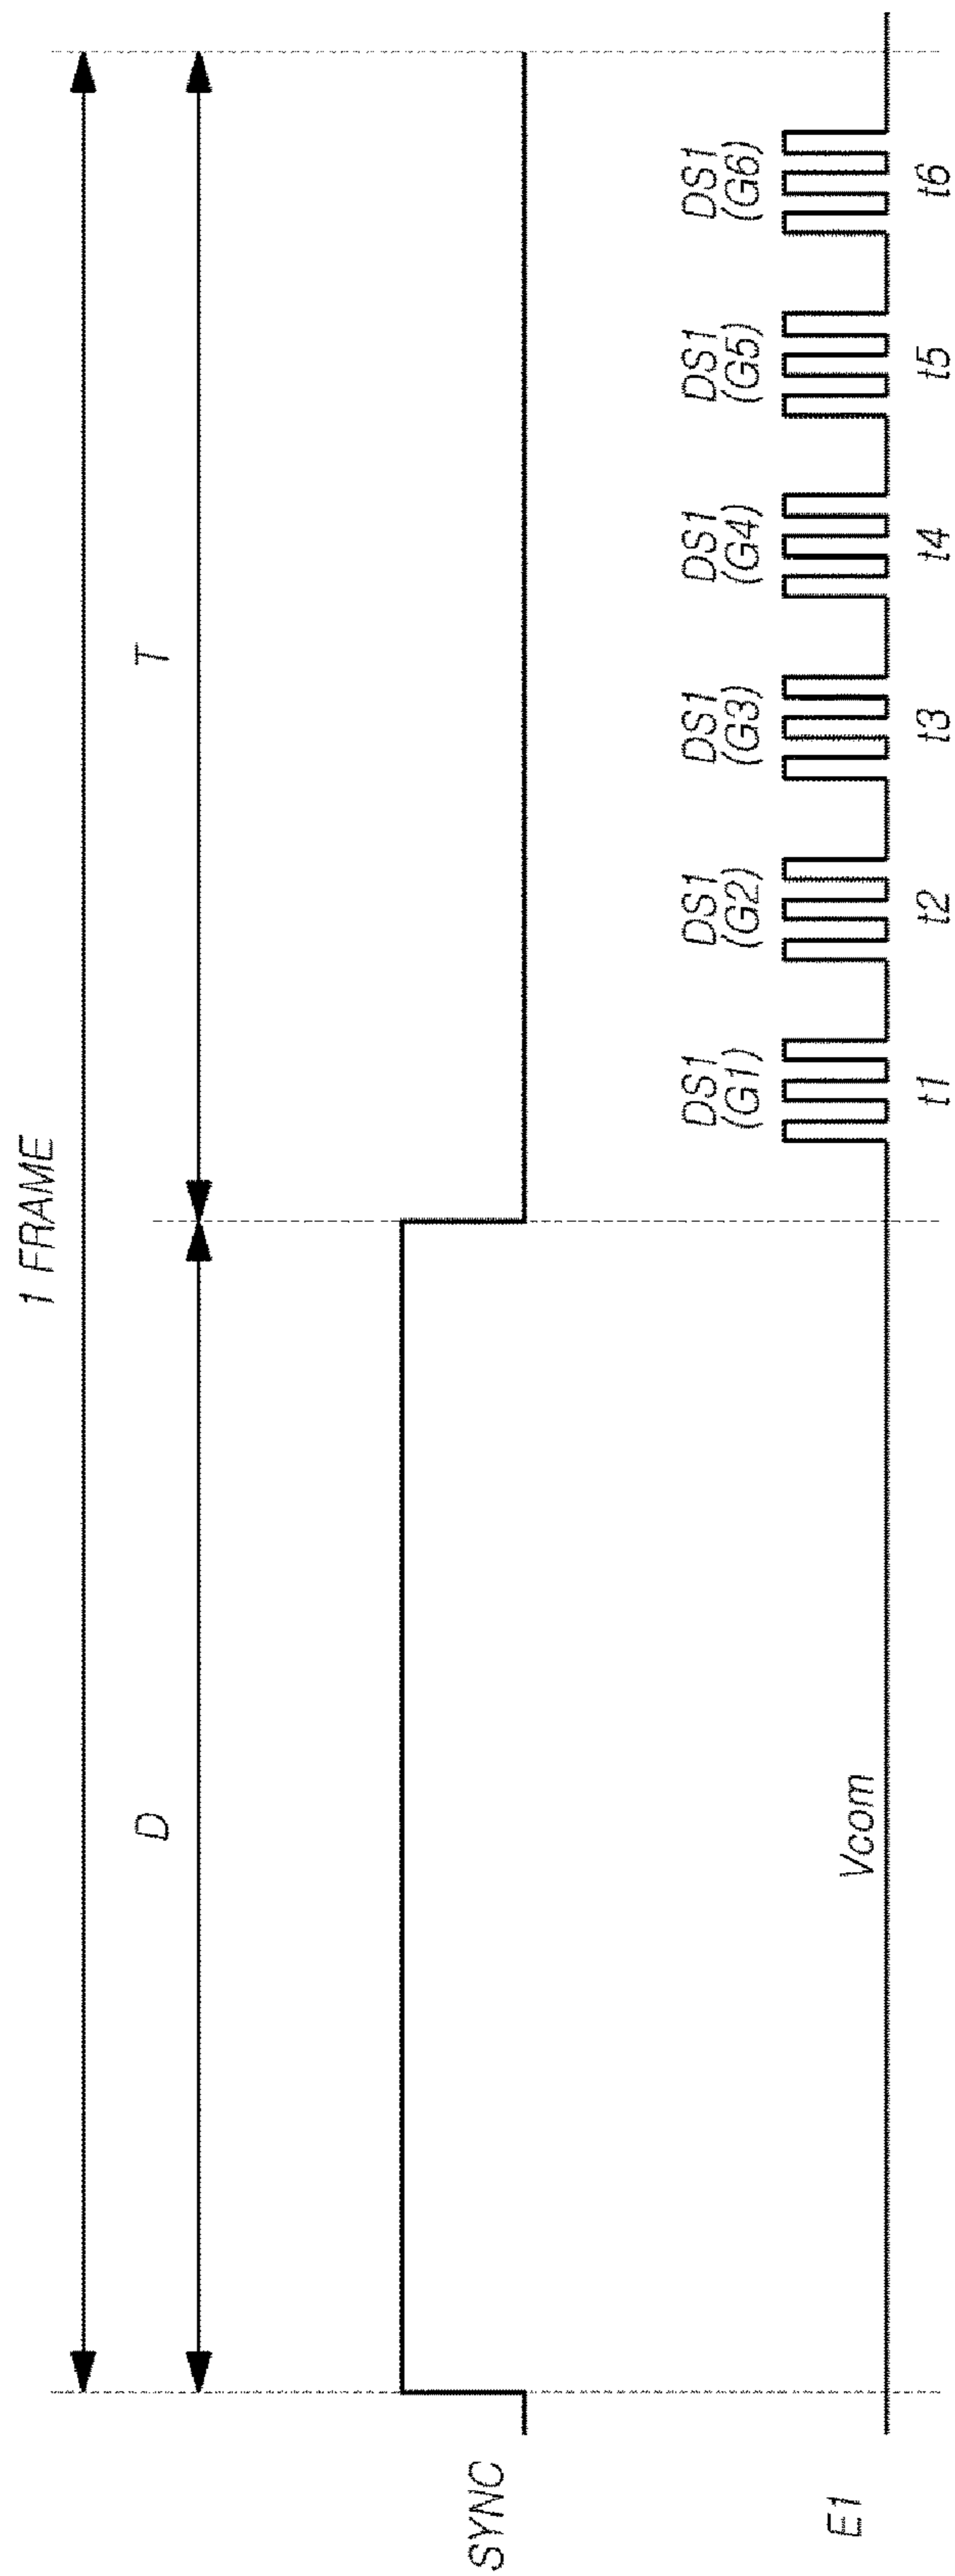 1 FRAME
D
T
SYNC
DS1
(G1)
DS1
(G2)
DS1
(G3)
DS1
(G4)
DS1
(G5)
DS1
(G6)
E1
Vcom
t1
t2
t3
t4
t5
t6